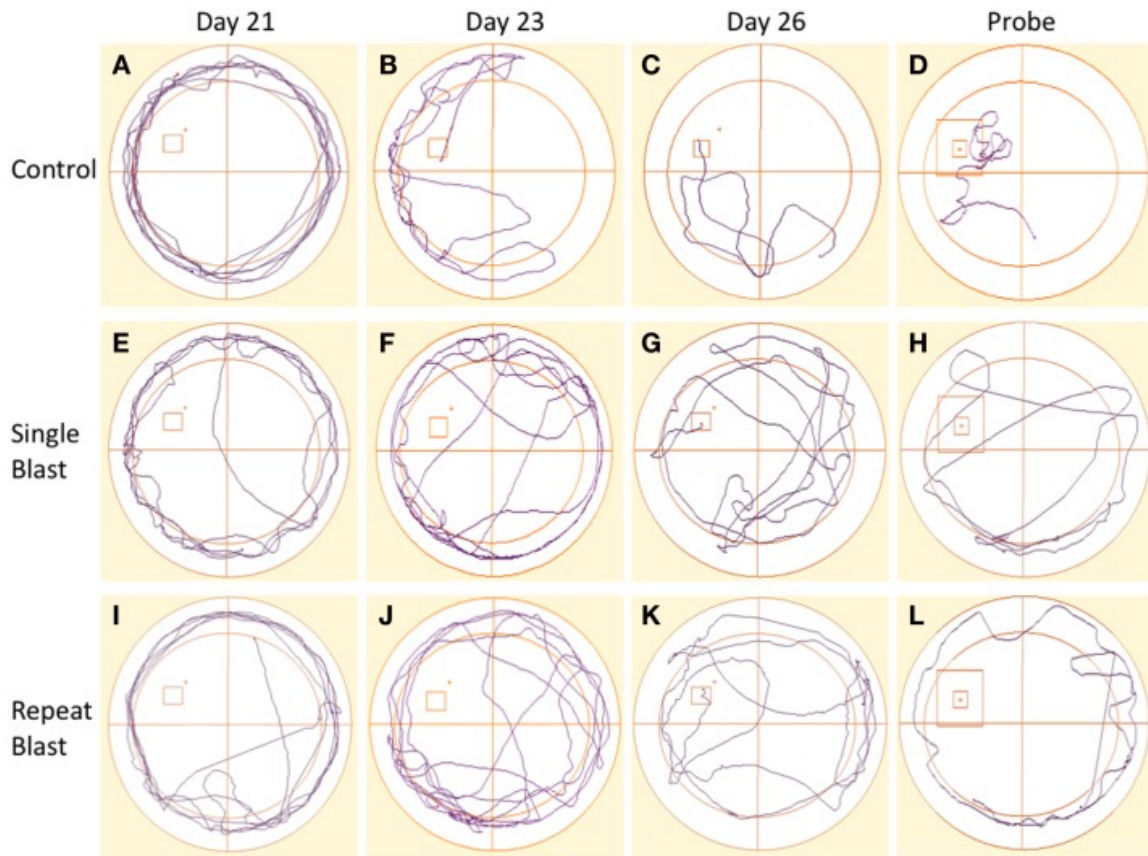 Day 21 Day 23 Day 26 Probe
A B C D
Control
E F G H
Single
Blast
I J K L
Repeat
Blast